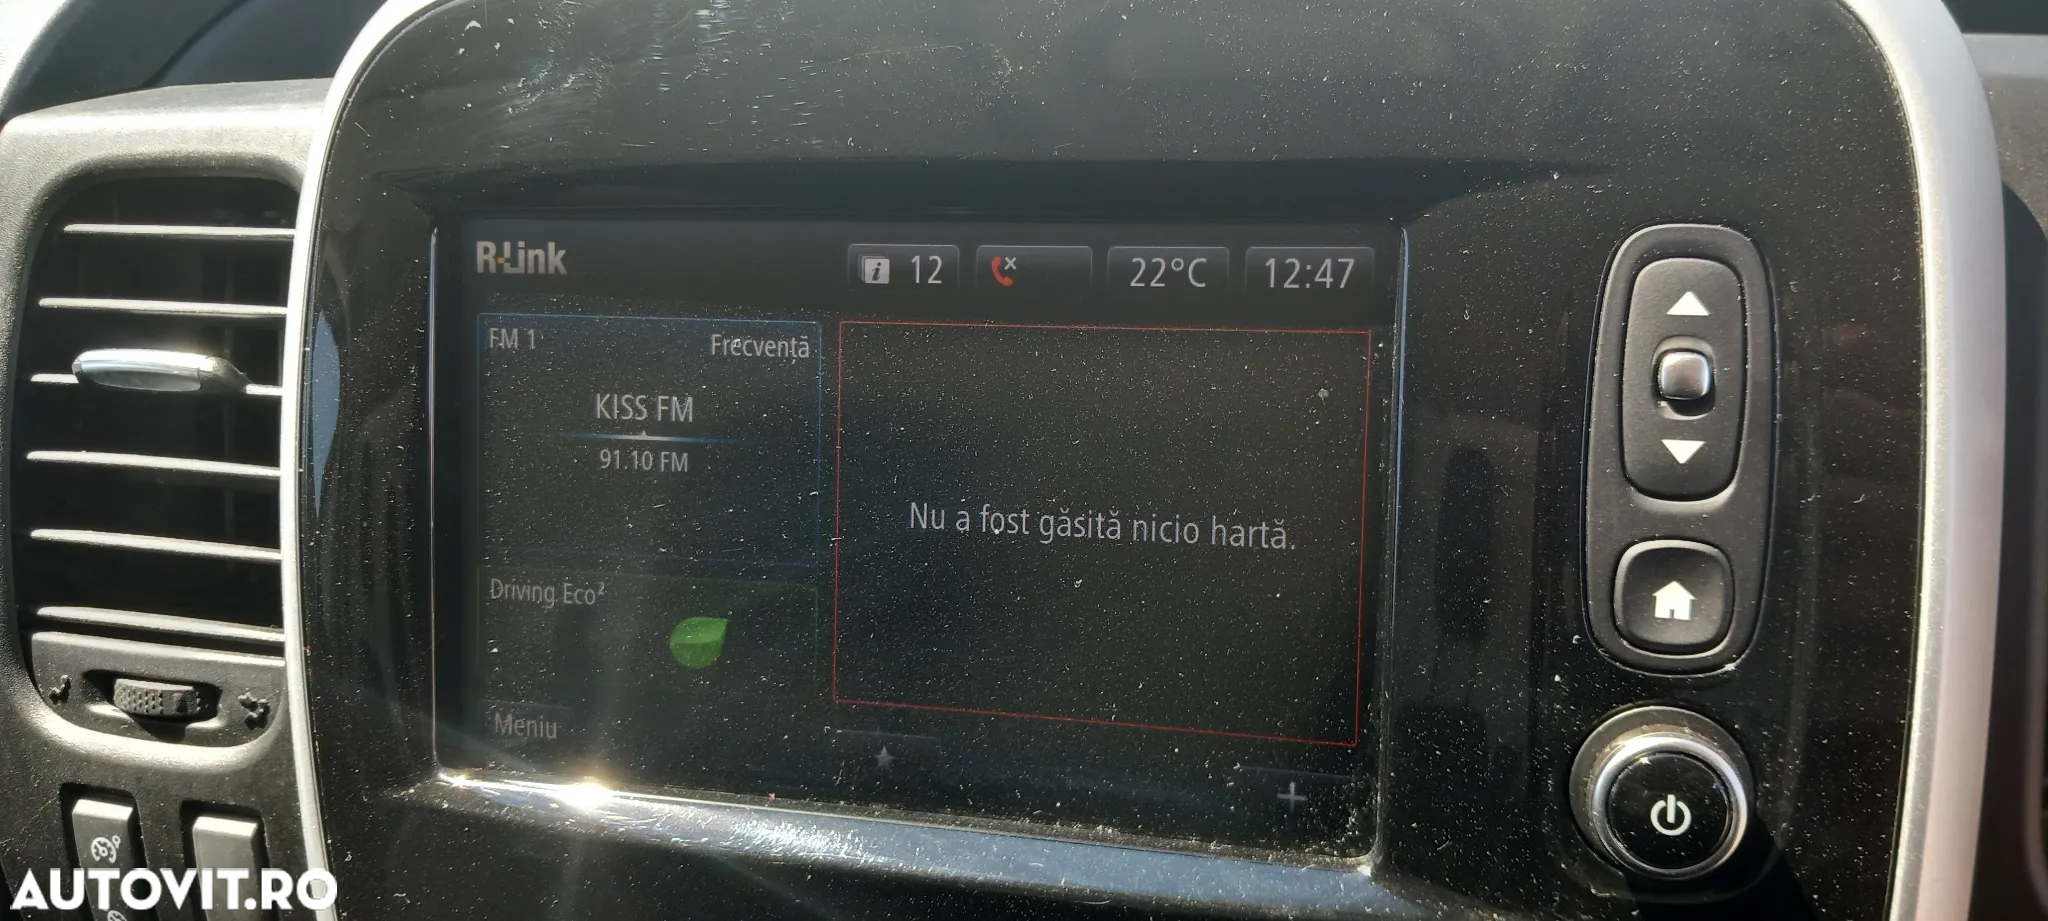 R-Link
12
22°C
12:47
FM 1
Frecvență
KISS FM
91.10 FM
Nu a fost găsită nicio hartă.
Driving Eco²
Meniu
AUTOVIT.RO